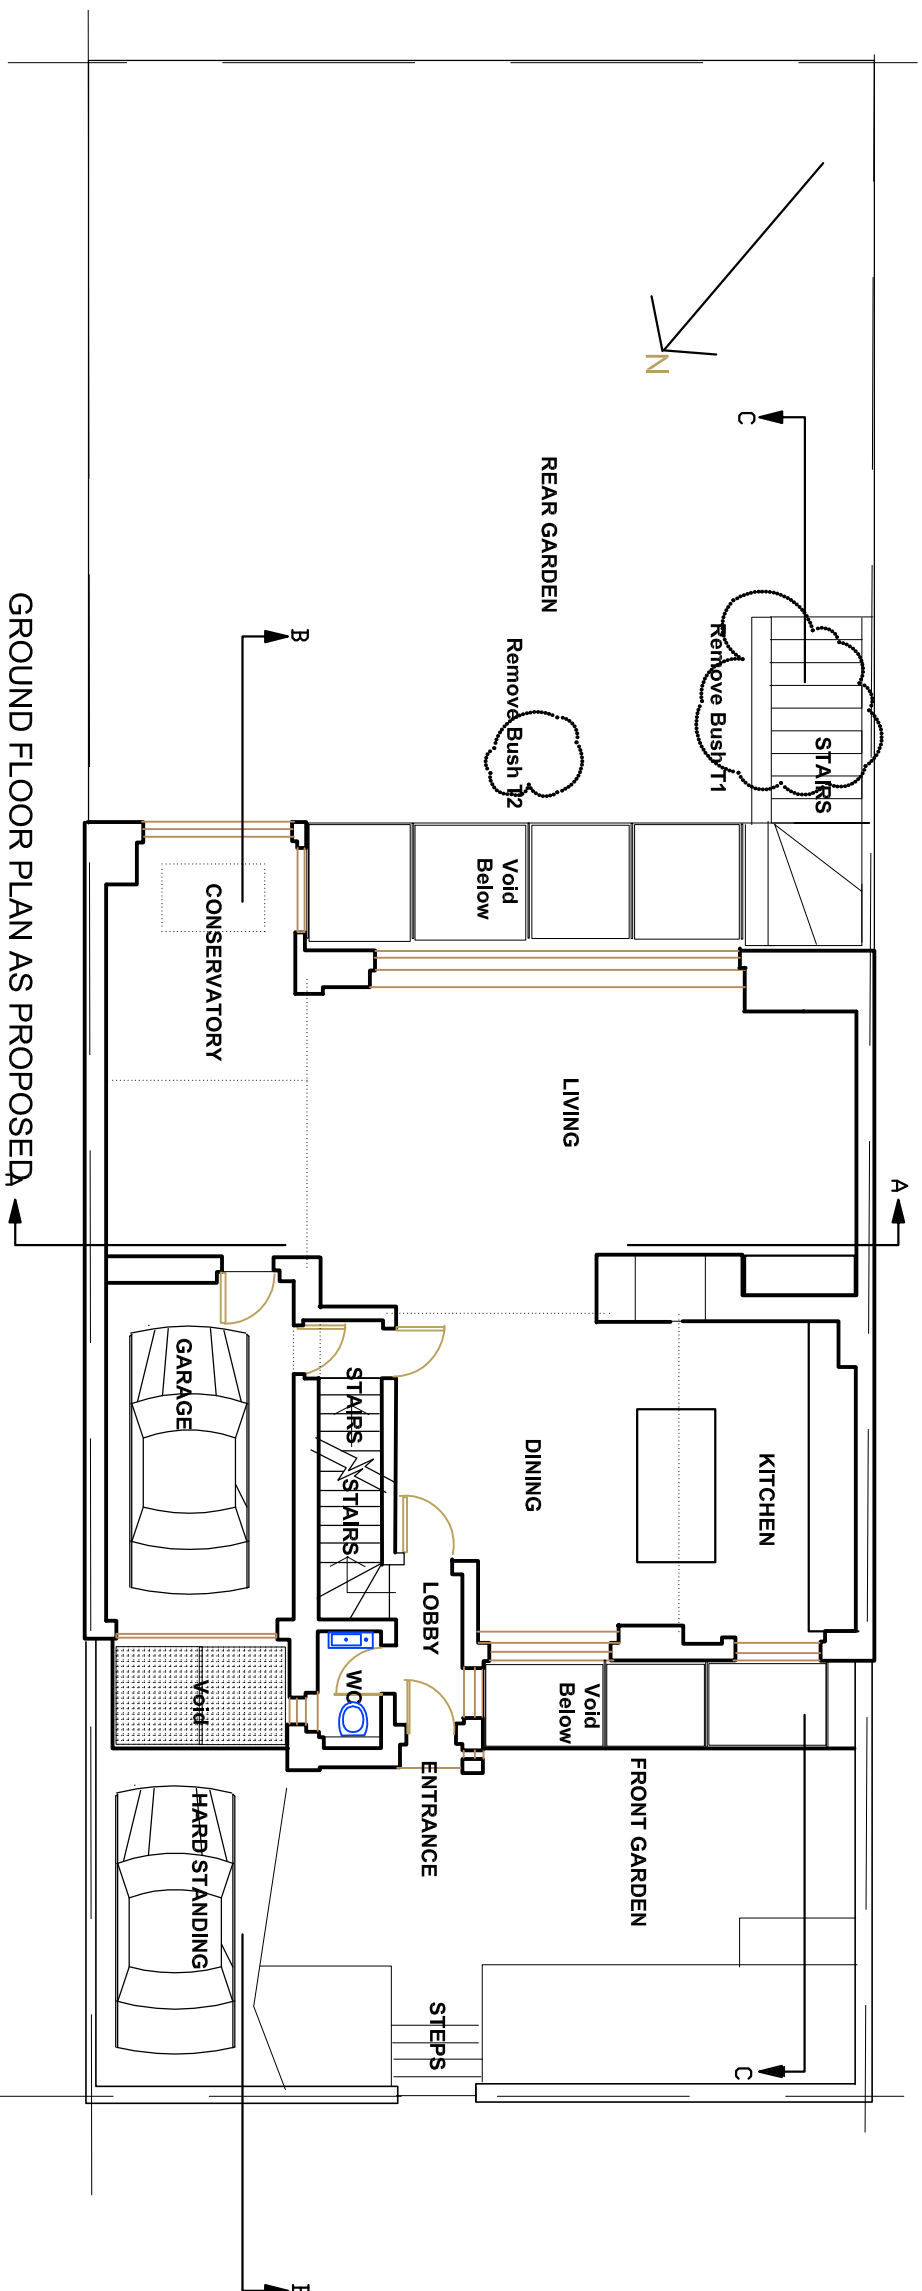 GROUND FLOOR PLAN AS PROPOSED
N
C
REAR GARDEN
B
Remove Bush T1
Remove Bush T2
STAIRS
Void
Below
CONSERVATORY
LIVING
A
A
GARAGE
STAIRS
STAIRS
DINING
KITCHEN
LOBBY
WC
Void
Void
Below
ENTRANCE
FRONT GARDEN
HARD STANDING
STEPS
C